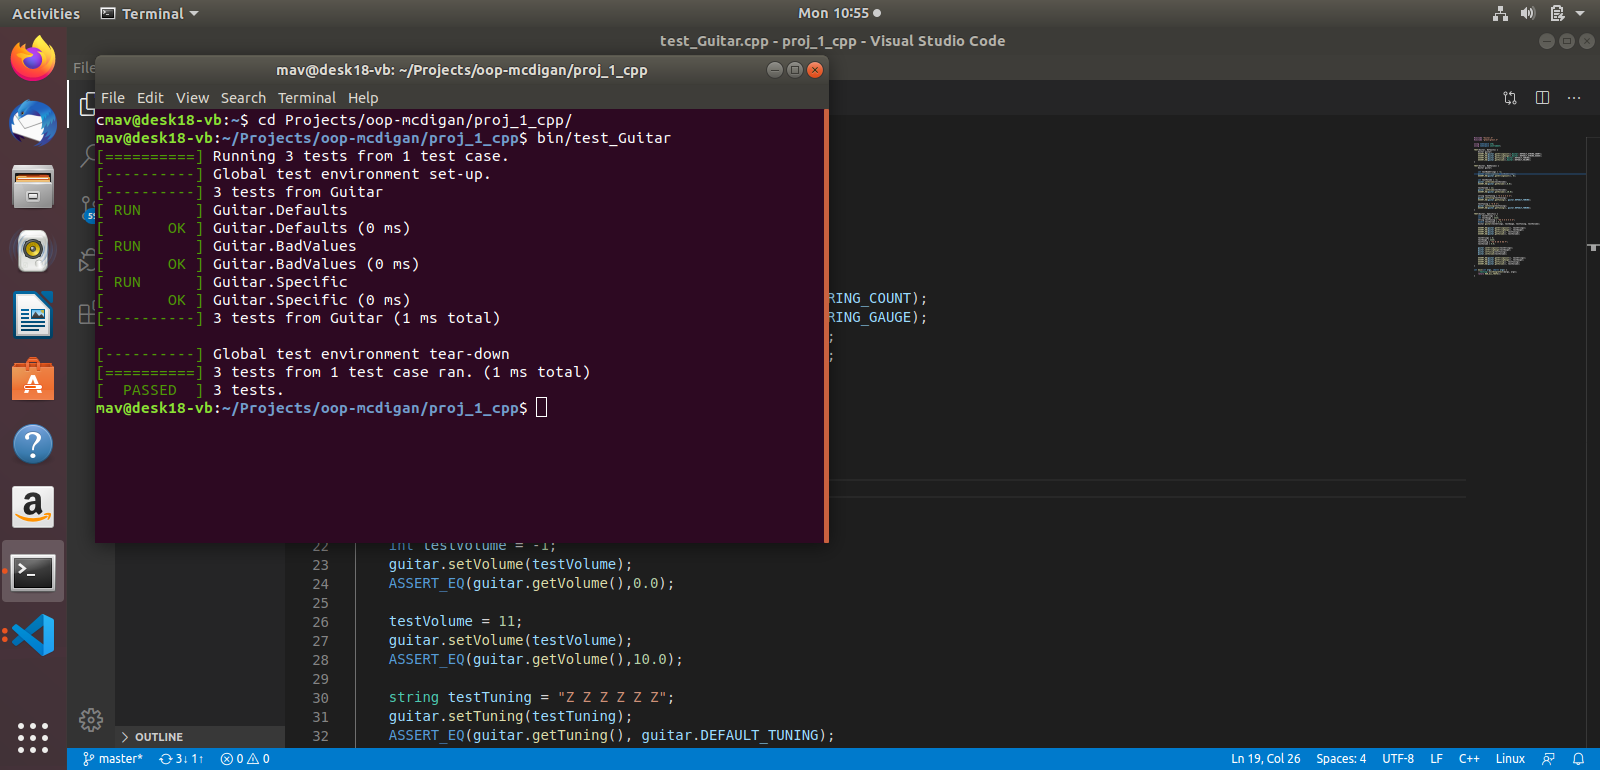 Activities
Terminal
Mon 10:55
test_Guitar.cpp - proj_1_cpp - Visual Studio Code
File
mav@desk18-vb: ~/Projects/oop-mcdigan/proj_1_cpp
File Edit View Search Terminal Help
cmav@desk18-vb:~$ cd Projects/oop-mcdigan/proj_1_cpp/
mav@desk18-vb:~/Projects/oop-mcdigan/proj_1_cpp$ bin/test_Guitar
[==========] Running 3 tests from 1 test case.
[----------] Global test environment set-up.
[----------] 3 tests from Guitar
[ RUN      ] Guitar.Defaults
[       OK ] Guitar.Defaults (0 ms)
[ RUN      ] Guitar.BadValues
[       OK ] Guitar.BadValues (0 ms)
[ RUN      ] Guitar.Specific
[       OK ] Guitar.Specific (0 ms)
[----------] 3 tests from Guitar (1 ms total)
[----------] Global test environment tear-down
[==========] 3 tests from 1 test case ran. (1 ms total)
[  PASSED  ] 3 tests.
mav@desk18-vb:~/Projects/oop-mcdigan/proj_1_cpp$
RING_COUNT);
RING_GAUGE);
;
;
22 int testVolume = -1;
23 guitar.setVolume(testVolume);
24 ASSERT_EQ(guitar.getVolume(),0.0);
25
26 testVolume = 11;
27 guitar.setVolume(testVolume);
28 ASSERT_EQ(guitar.getVolume(),10.0);
29
30 string testTuning = "Z Z Z Z Z Z";
31 guitar.setTuning(testTuning);
32 ASSERT_EQ(guitar.getTuning(), guitar.DEFAULT_TUNING);
OUTLINE
master* 3↓ 1↑ 0 0 Ln 19, Col 26 Spaces: 4 UTF-8 LF C++ Linux